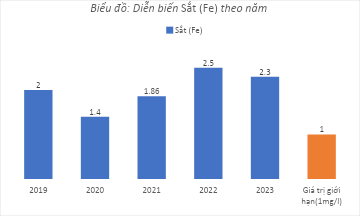 Biểu đồ: Diễn biến Sắt (Fe) theo năm
Sắt (Fe)
2
1.4
1.86
2.5
2.3
1
2019
2020
2021
2022
2023
Giá trị giới
hạn(1mg/l)